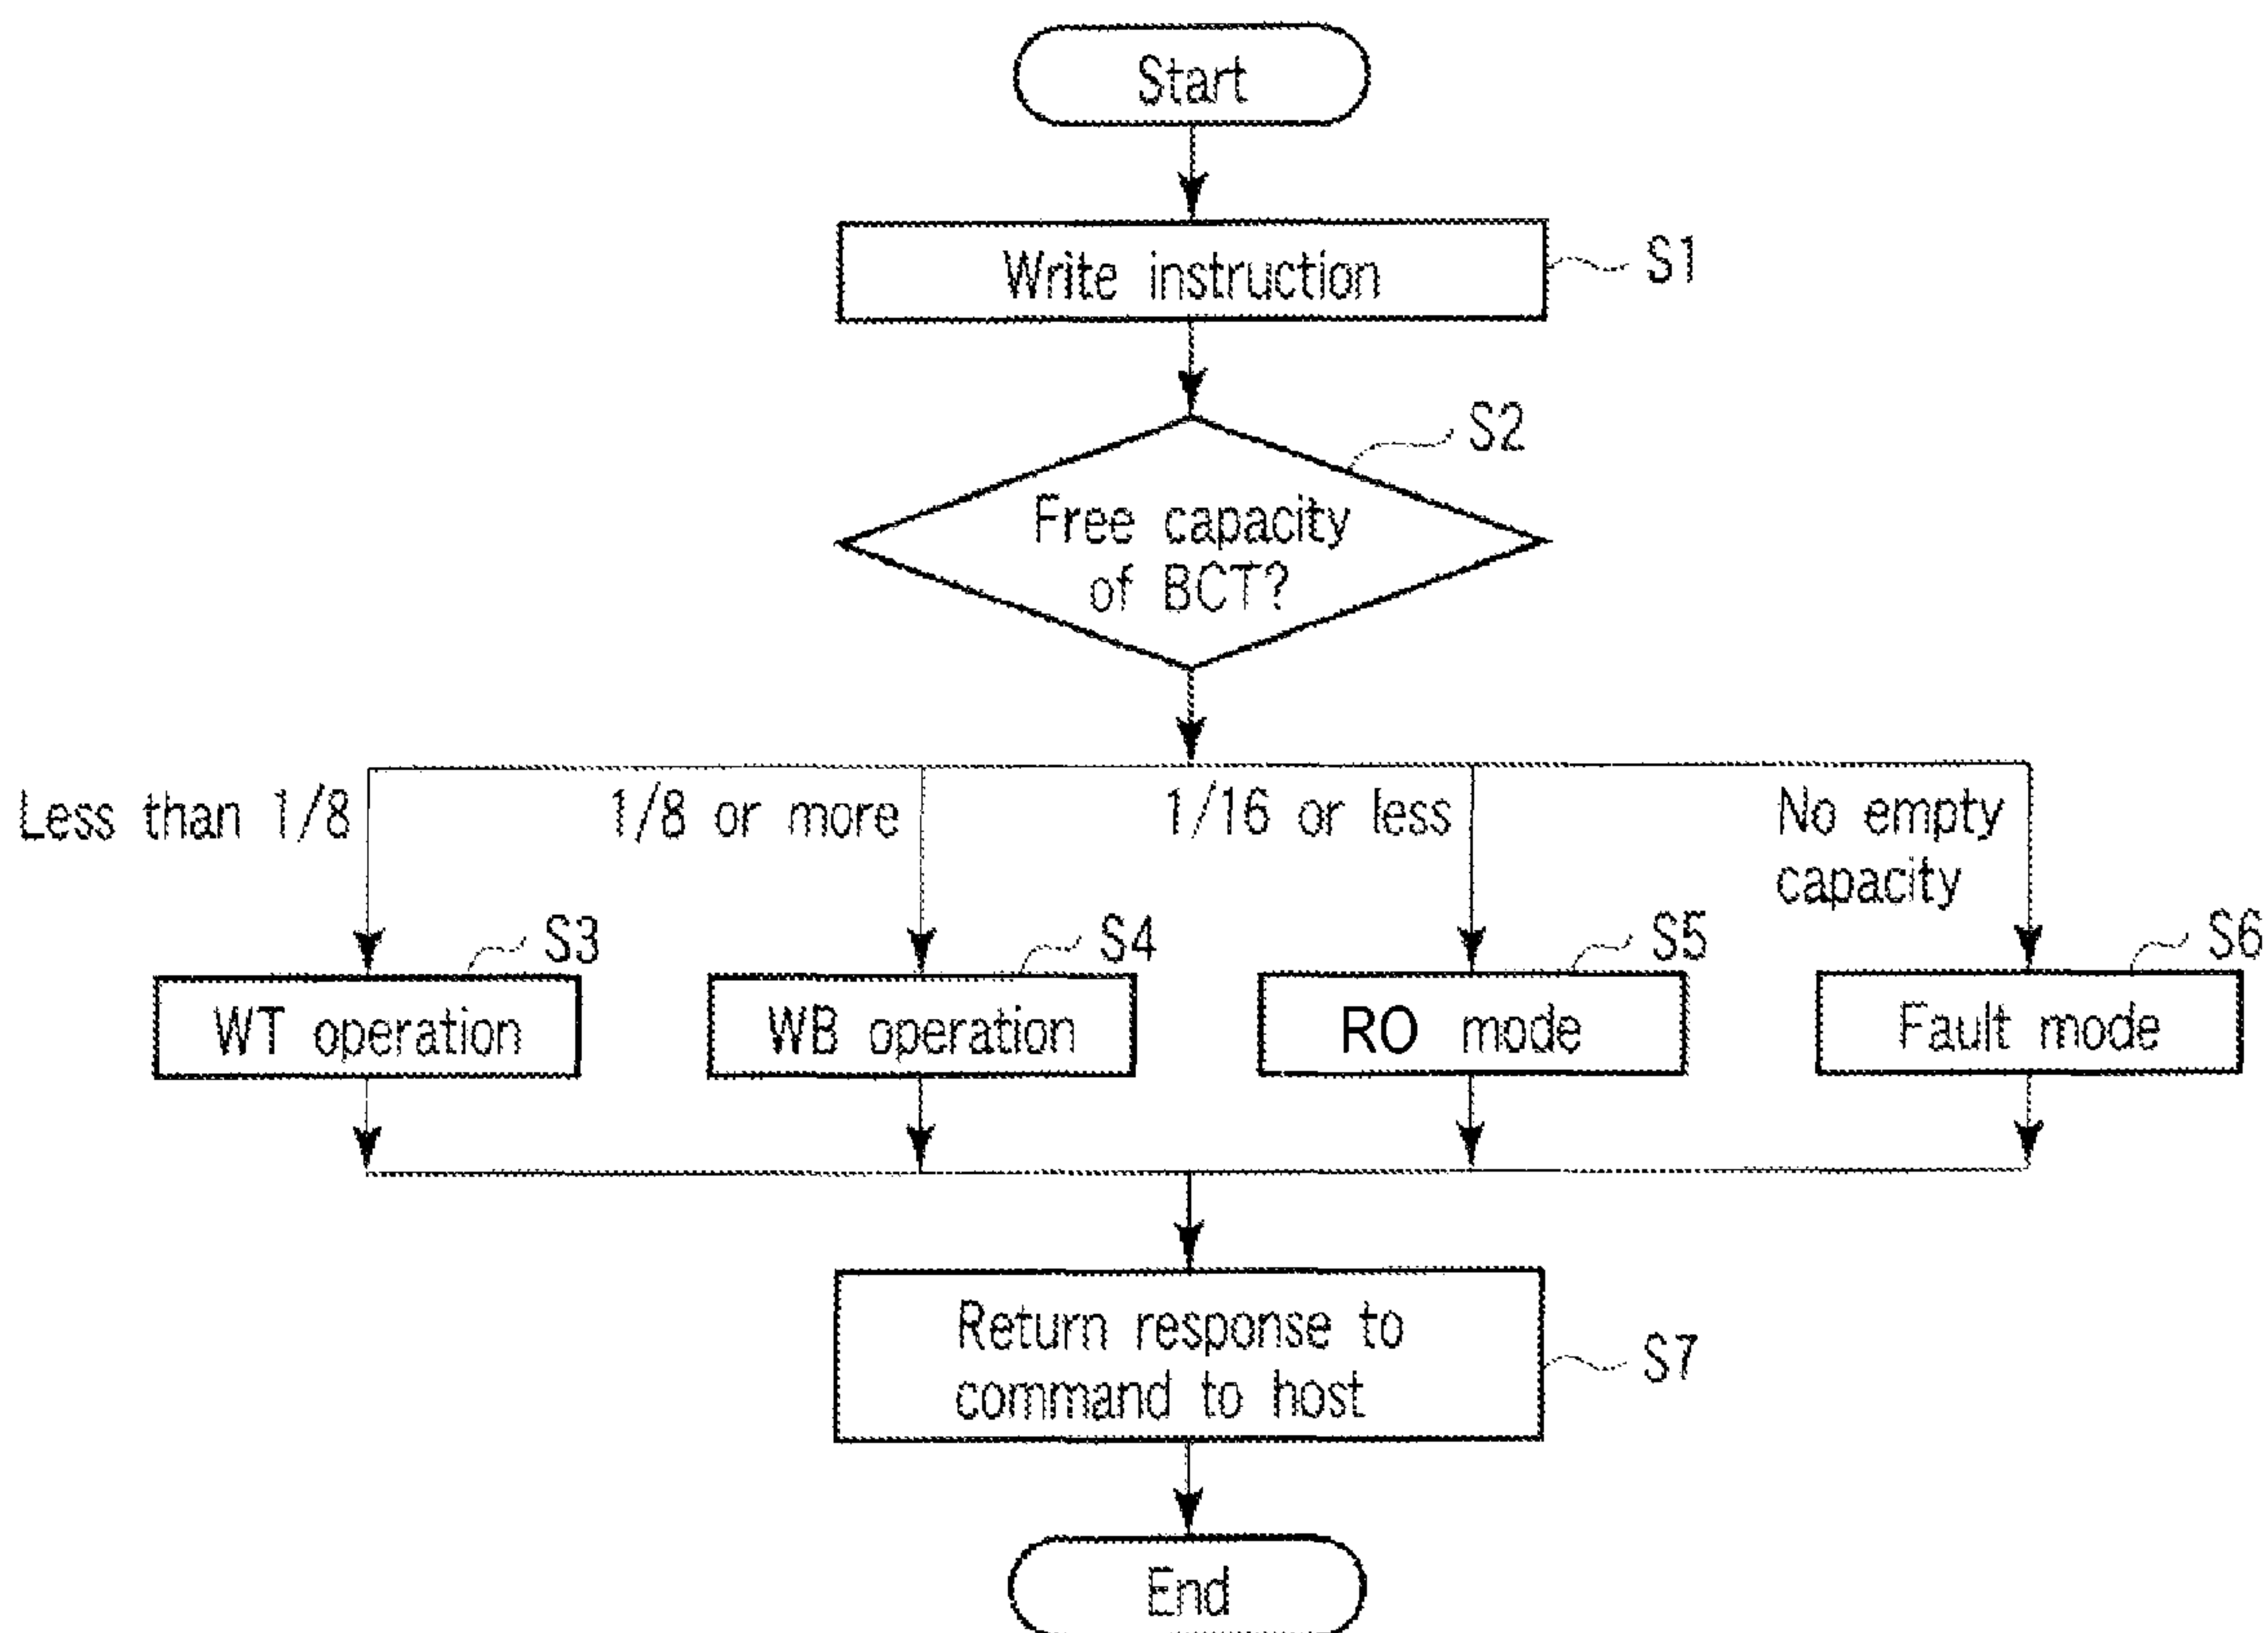 Start
Write instruction
S1
S2
Free capacity
of BCT?
Less than 1/8
1/8 or more
1/16 or less
No empty
capacity
S3
S4
S5
S6
WT operation
WB operation
RO mode
Fault mode
Return response to
command to host
S7
End